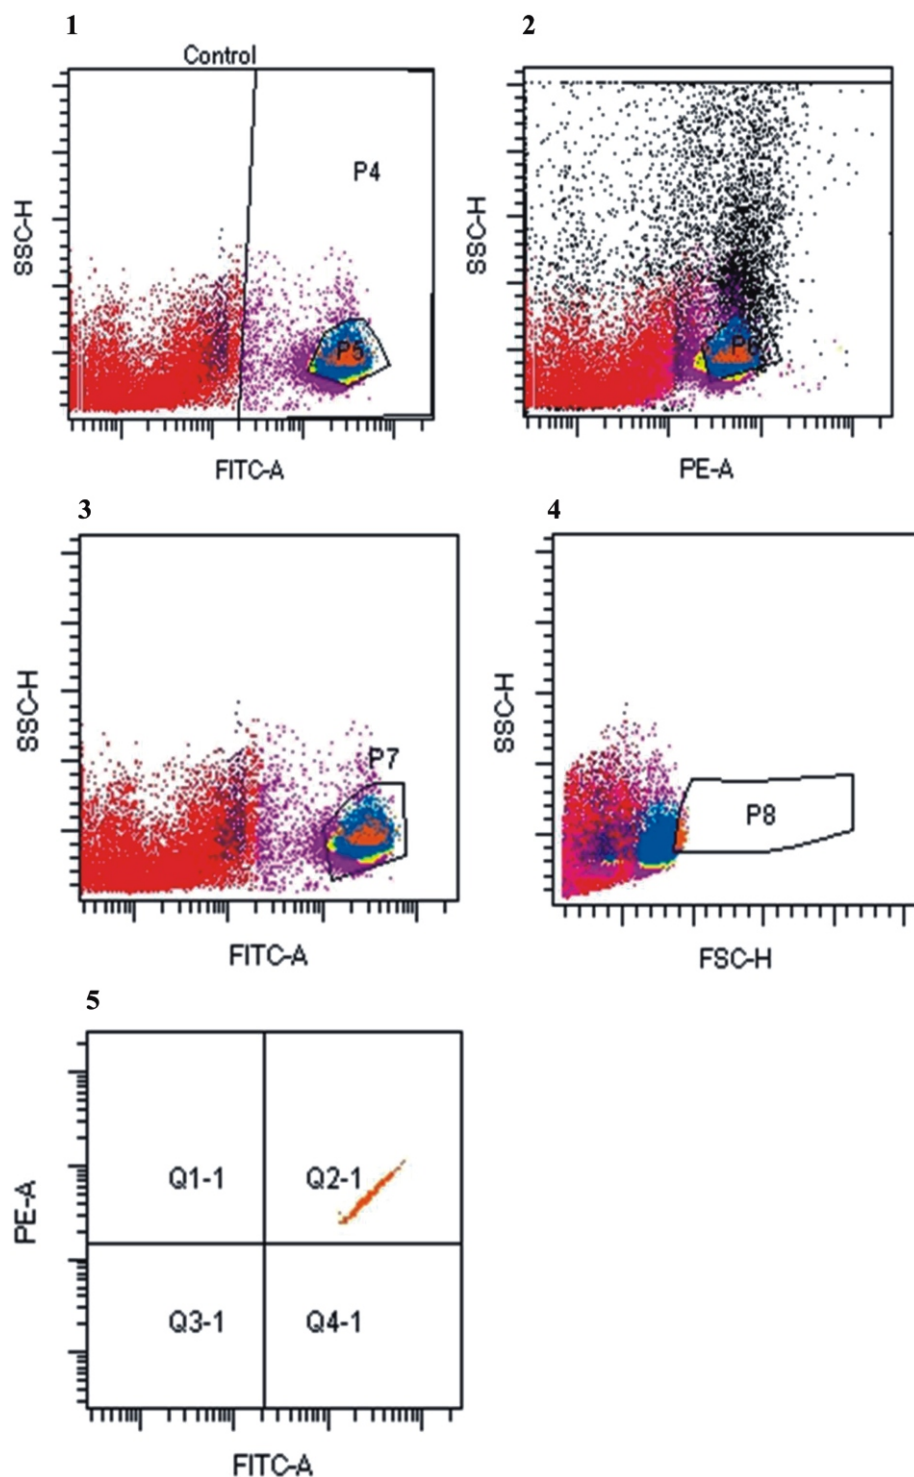 1
Control
P4
P5
SSC-H
FITC-A
2
P6
SSC-H
PE-A
3
P7
SSC-H
FITC-A
4
P8
SSC-H
FSC-H
5
Q1-1 Q2-1
Q3-1 Q4-1
PE-A
FITC-A